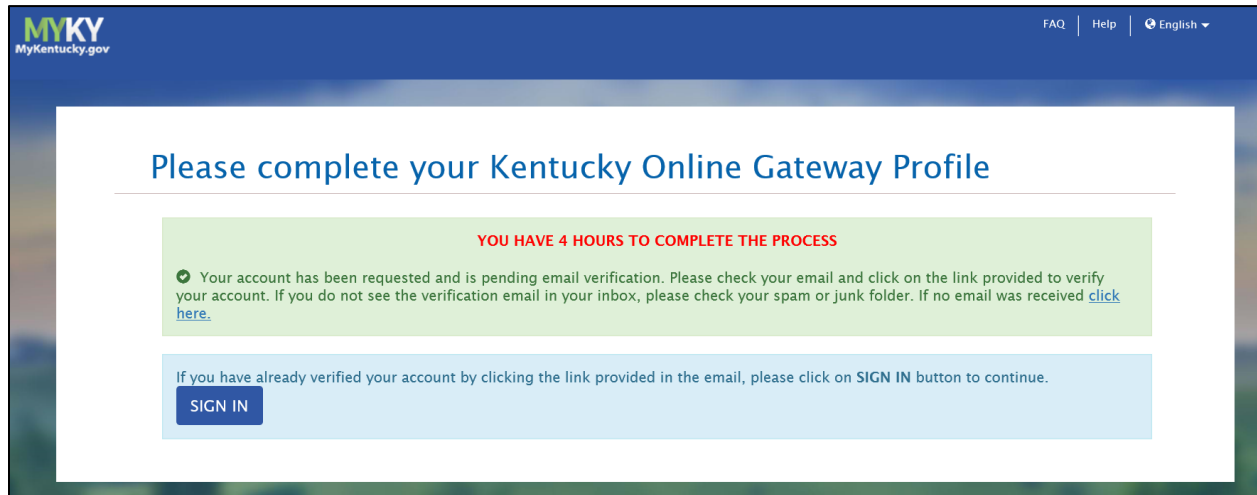 MYKY
MyKentucky.gov
FAQ
Help
English
Please complete your Kentucky Online Gateway Profile
YOU HAVE 4 HOURS TO COMPLETE THE PROCESS
Your account has been requested and is pending email verification. Please check your email and click on the link provided to verify
your account. If you do not see the verification email in your inbox, please check your spam or junk folder. If no email was received click
here.
If you have already verified your account by clicking the link provided in the email, please click on SIGN IN button to continue.
SIGN IN